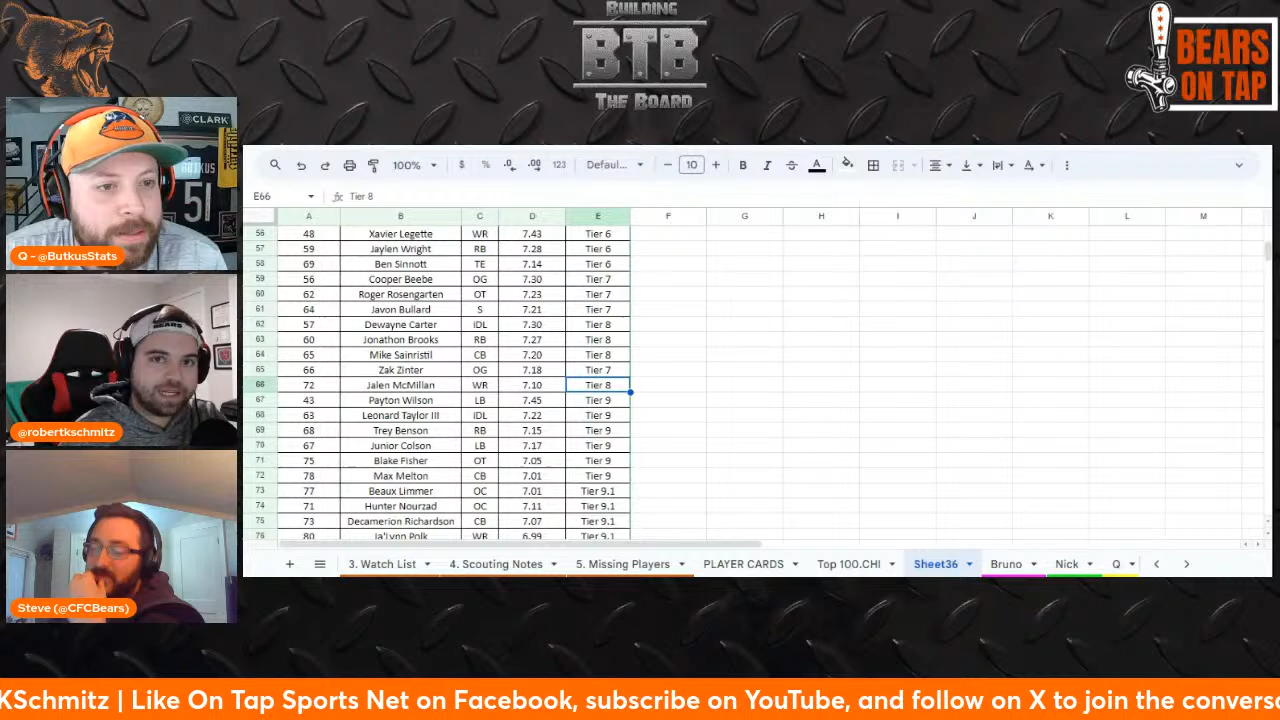 BUILDING
BTB
THE BOARD
BEARS
ON TAP
CLARK
BUTKUS
51
Q - @ButkusStats
BEARS
@robertkschmitz
Steve (@CFCBears)
100% $ % .0 .00 123 Defaul... − 10 + B I S A
E66 fx Tier 8
A B C D E F G H I J K L M
56 48 Xavier Legette WR 7.43 Tier 6
57 59 Jaylen Wright RB 7.28 Tier 6
58 69 Ben Sinnott TE 7.14 Tier 6
59 56 Cooper Beebe OG 7.30 Tier 7
60 62 Roger Rosengarten OT 7.23 Tier 7
61 64 Javon Bullard S 7.21 Tier 7
62 57 Dewayne Carter IDL 7.30 Tier 8
63 60 Jonathon Brooks RB 7.27 Tier 8
64 65 Mike Sainristil CB 7.20 Tier 8
65 66 Zak Zinter OG 7.18 Tier 7
66 72 Jalen McMillan WR 7.10 Tier 8
67 43 Payton Wilson LB 7.45 Tier 9
68 63 Leonard Taylor III IDL 7.22 Tier 9
69 68 Trey Benson RB 7.15 Tier 9
70 67 Junior Colson LB 7.17 Tier 9
71 75 Blake Fisher OT 7.05 Tier 9
72 78 Max Melton CB 7.01 Tier 9
73 77 Beaux Limmer OC 7.01 Tier 9.1
74 71 Hunter Nourzad OC 7.11 Tier 9.1
75 73 Decamerion Richardson CB 7.07 Tier 9.1
76 80 Ja'Lynn Polk WR 6.99 Tier 9.1
+ 3. Watch List 4. Scouting Notes 5. Missing Players PLAYER CARDS Top 100.CHI Sheet36 Bruno Nick Q
KSchmitz | Like On Tap Sports Net on Facebook, subscribe on YouTube, and follow on X to join the conversa